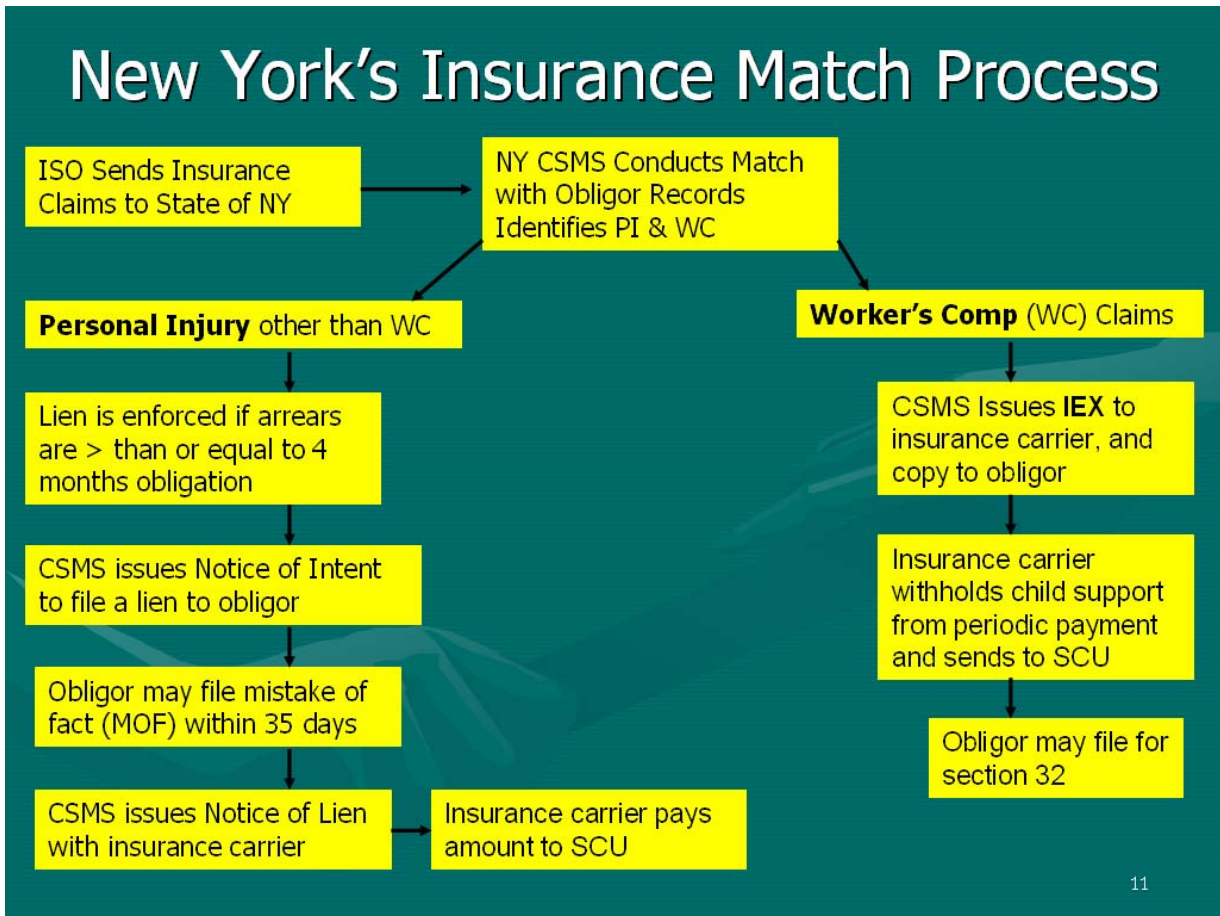 New York’s Insurance Match Process
ISO Sends Insurance
Claims to State of NY
NY CSMS Conducts Match
with Obligor Records
Identifies PI & WC
Personal Injury other than WC
Lien is enforced if arrears
are > than or equal to 4
months obligation
CSMS issues Notice of Intent
to file a lien to obligor
Obligor may file mistake of
fact (MOF) within 35 days
CSMS issues Notice of Lien
with insurance carrier
Insurance carrier pays
amount to SCU
Worker’s Comp (WC) Claims
CSMS Issues IEX to
insurance carrier, and
copy to obligor
Insurance carrier
withholds child support
from periodic payment
and sends to SCU
Obligor may file for
section 32
11